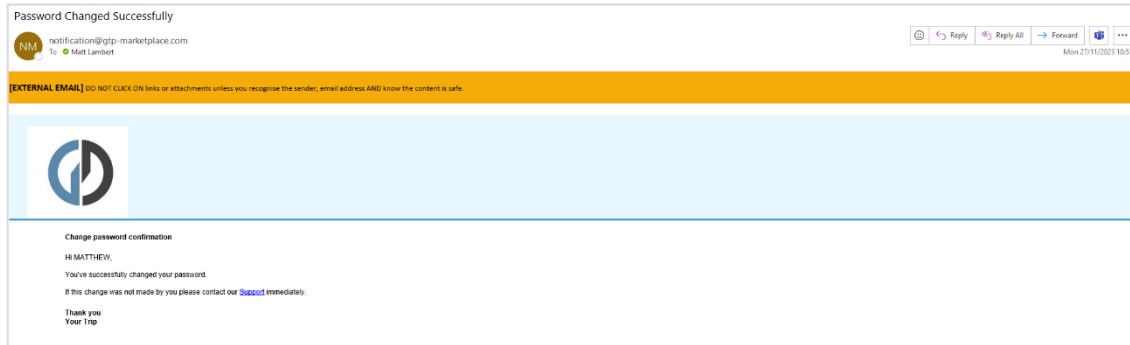 Password Changed Successfully
NM
notification@gtp-marketplace.com
To Matt Lambert
Reply
Reply All
Forward
Mon 27/11/2023
[EXTERNAL EMAIL] DO NOT CLICK ON links or attachments unless you recognise the sender, email address AND know the content is safe.
Change password confirmation
Hi MATTHEW,
You've successfully changed your password.
If this change was not made by you please contact our Support immediately.
Thank you
Your Trip